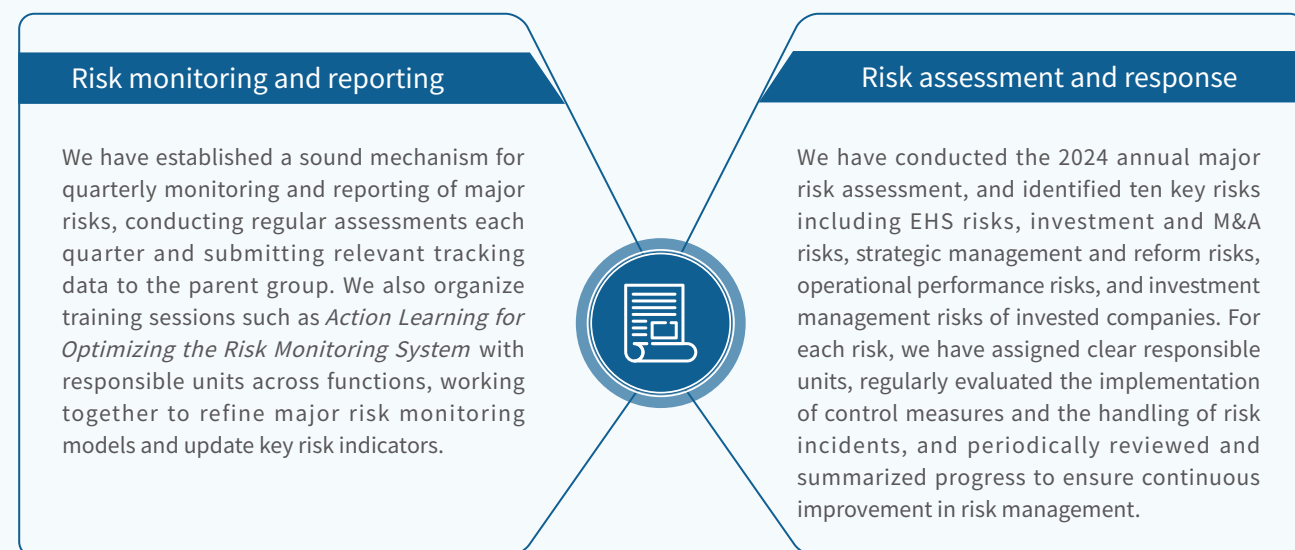 Risk monitoring and reporting
We have established a sound mechanism for
quarterly monitoring and reporting of major
risks, conducting regular assessments each
quarter and submitting relevant tracking
data to the parent group. We also organize
training sessions such as Action Learning for
Optimizing the Risk Monitoring System with
responsible units across functions, working
together to refine major risk monitoring
models and update key risk indicators.
Risk assessment and response
We have conducted the 2024 annual major
risk assessment, and identified ten key risks
including EHS risks, investment and M&A
risks, strategic management and reform risks,
operational performance risks, and investment
management risks of invested companies. For
each risk, we have assigned clear responsible
units, regularly evaluated the implementation
of control measures and the handling of risk
incidents, and periodically reviewed and
summarized progress to ensure continuous
improvement in risk management.